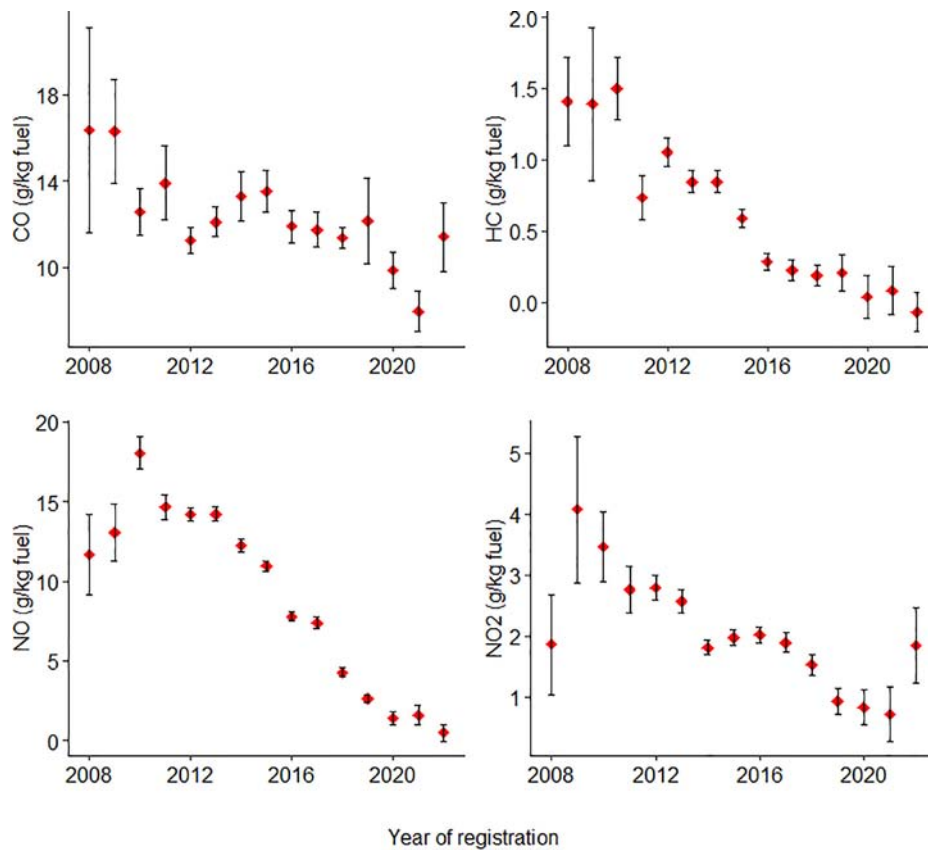 CO (g/kg fuel)
18
14
10
2008 2012 2016 2020
HC (g/kg fuel)
2.0
1.5
1.0
0.5
0.0
2008 2012 2016 2020
NO (g/kg fuel)
20
15
10
5
0
2008 2012 2016 2020
NO2 (g/kg fuel)
5
4
3
2
1
2008 2012 2016 2020
Year of registration